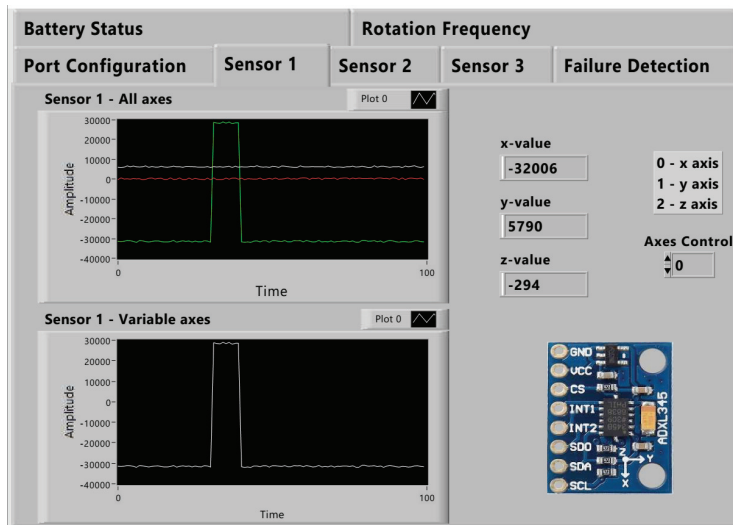 Battery Status
Rotation Frequency
Port Configuration
Sensor 1
Sensor 2
Sensor 3
Failure Detection
Sensor 1 - All axes
Plot 0
30000
20000
10000
0
-10000
-20000
-30000
-40000
Amplitude
0
100
Time
x-value
-32006
y-value
5790
z-value
-294
0 - x axis
1 - y axis
2 - z axis
Axes Control
0
Sensor 1 - Variable axes
Plot 0
30000
20000
10000
0
-10000
-20000
-30000
-40000
Amplitude
0
100
Time
GND
VCC
CS
INT1
INT2
SDO
SDA
SCL
ADXL345
Z
Y
X